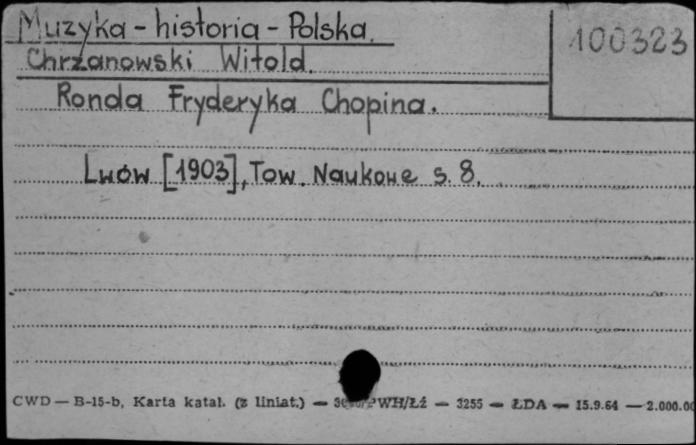 Muzyka - historia - Polska.
100323
Chrzanowski Witold.
Ronda Fryderyka Chopina.
Lwów [1903], Tow. Naukowe s. 8.
CWD — B-15-b, Karta katal. (z liniat.) — PWH/Łź — 3255 — ŁDA — 15.9.64 — 2.000.00